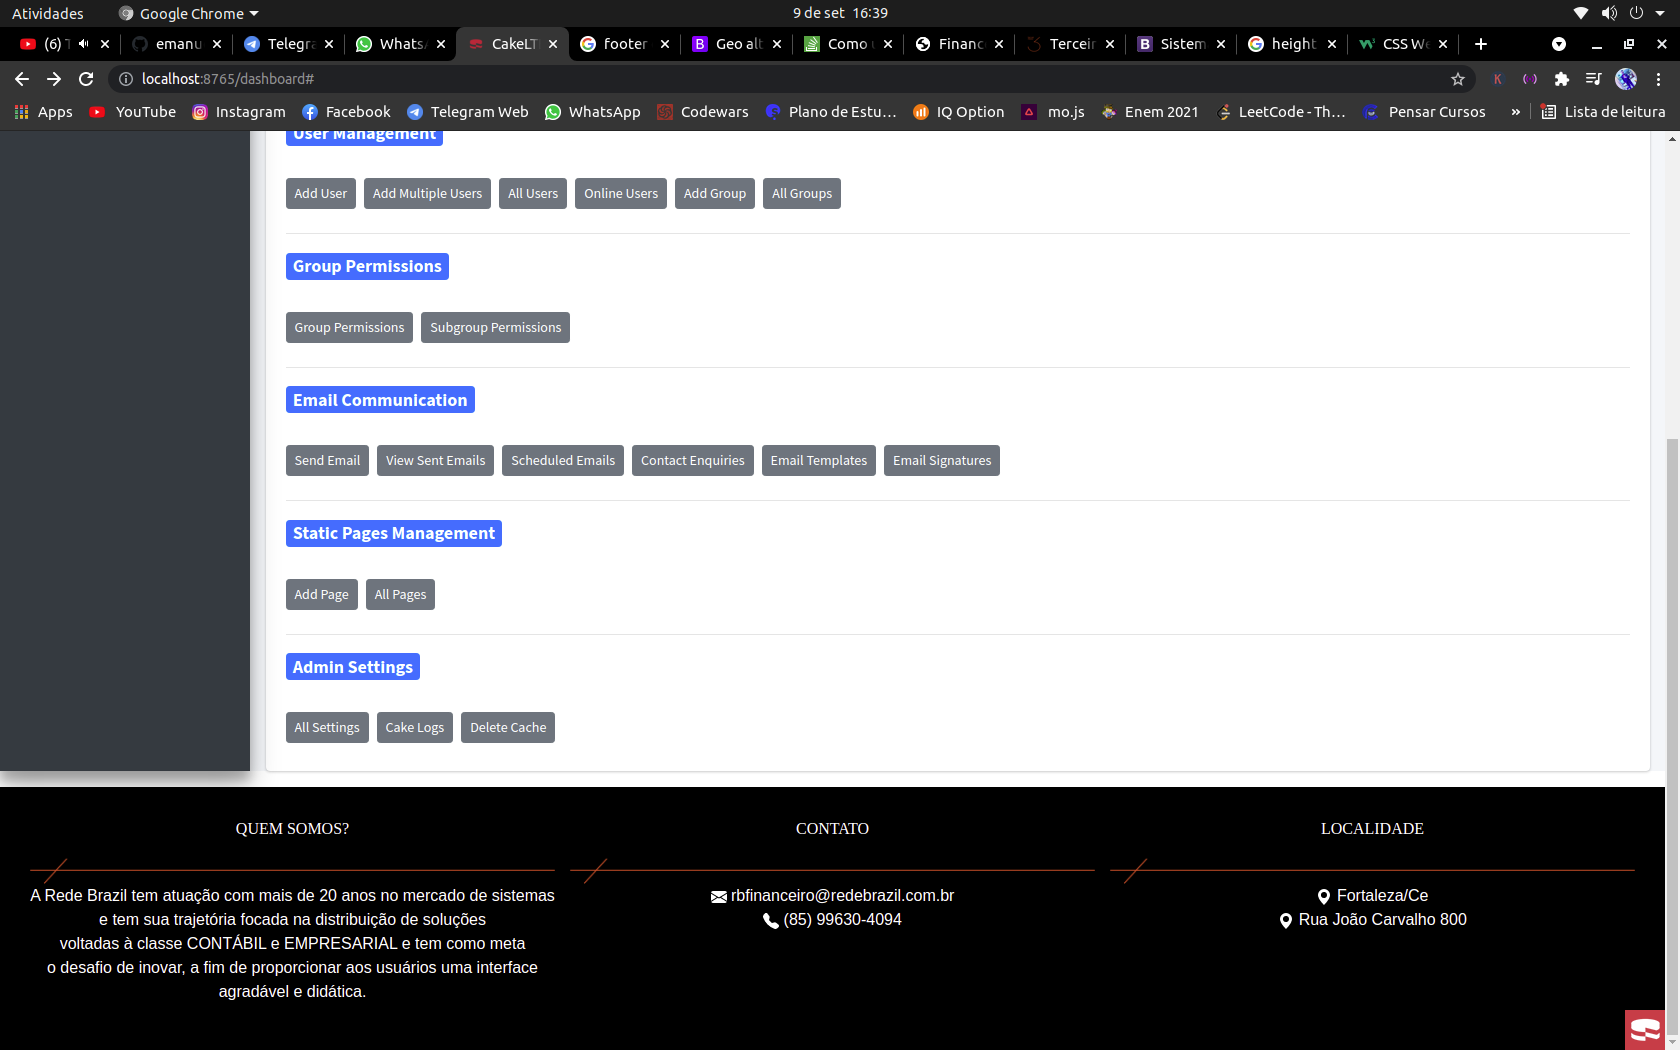 Atividades Google Chrome 9 de set 16:39
(6) T emanu Telegra Whats CakeLT footer Geo alt Como u Financ Terceir Sistem height CSS We
localhost:8765/dashboard#
Apps YouTube Instagram Facebook Telegram Web WhatsApp Codewars Plano de Estu… IQ Option mo.js Enem 2021 LeetCode - Th… Pensar Cursos » Lista de leitura
User Management
Add User Add Multiple Users All Users Online Users Add Group All Groups
Group Permissions
Group Permissions Subgroup Permissions
Email Communication
Send Email View Sent Emails Scheduled Emails Contact Enquiries Email Templates Email Signatures
Static Pages Management
Add Page All Pages
Admin Settings
All Settings Cake Logs Delete Cache
QUEM SOMOS?
A Rede Brazil tem atuação com mais de 20 anos no mercado de sistemas
e tem sua trajetória focada na distribuição de soluções
voltadas à classe CONTÁBIL e EMPRESARIAL e tem como meta
o desafio de inovar, a fim de proporcionar aos usuários uma interface
agradável e didática.
CONTATO
rbfinanceiro@redebrazil.com.br
(85) 99630-4094
LOCALIDADE
Fortaleza/Ce
Rua João Carvalho 800